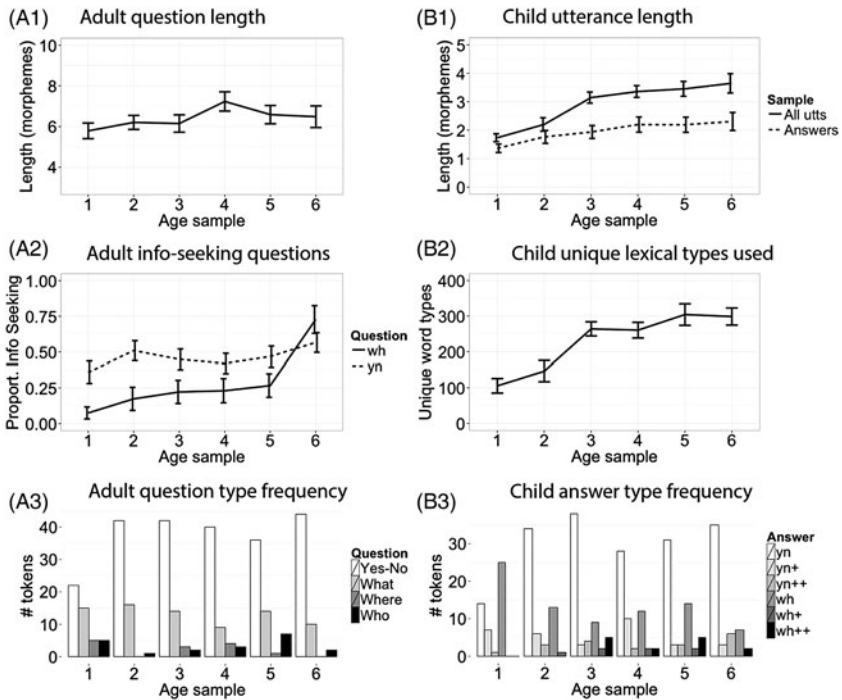 (A1) Adult question length
Length (morphemes)
10
8
6
4
1 2 3 4 5 6
Age sample
(B1) Child utterance length
Length (morphemes)
5
4
3
2
1
0
1 2 3 4 5 6
Age sample
Sample
All utts
Answers
(A2) Adult info-seeking questions
Proport. Info Seeking
1.00
0.75
0.50
0.25
0.00
1 2 3 4 5 6
Age sample
Question
wh
yn
(B2) Child unique lexical types used
Unique word types
400
300
200
100
0
1 2 3 4 5 6
Age sample
(A3) Adult question type frequency
# tokens
40
30
20
10
0
1 2 3 4 5 6
Age sample
Question
Yes-No
What
Where
Who
(B3) Child answer type frequency
# tokens
30
20
10
0
1 2 3 4 5 6
Age sample
Answer
yn
yn+
yn++
wh
wh+
wh++